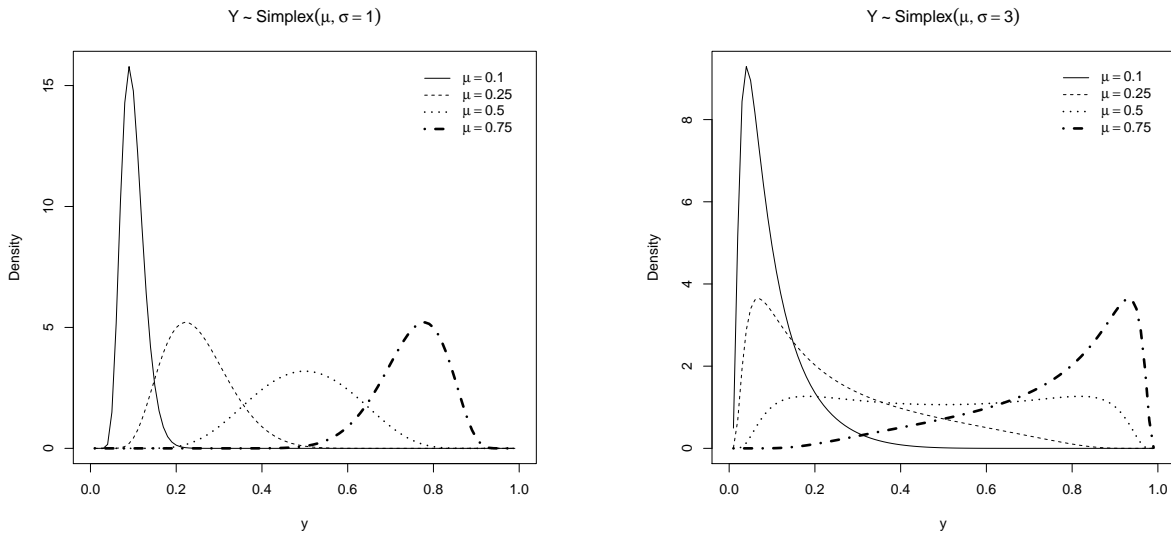 Y ~ Simplex(μ, σ = 1)
μ = 0.1
μ = 0.25
μ = 0.5
μ = 0.75
Density
0
5
10
15
0.0 0.2 0.4 0.6 0.8 1.0
y
Y ~ Simplex(μ, σ = 3)
μ = 0.1
μ = 0.25
μ = 0.5
μ = 0.75
Density
0
2
4
6
8
0.0 0.2 0.4 0.6 0.8 1.0
y